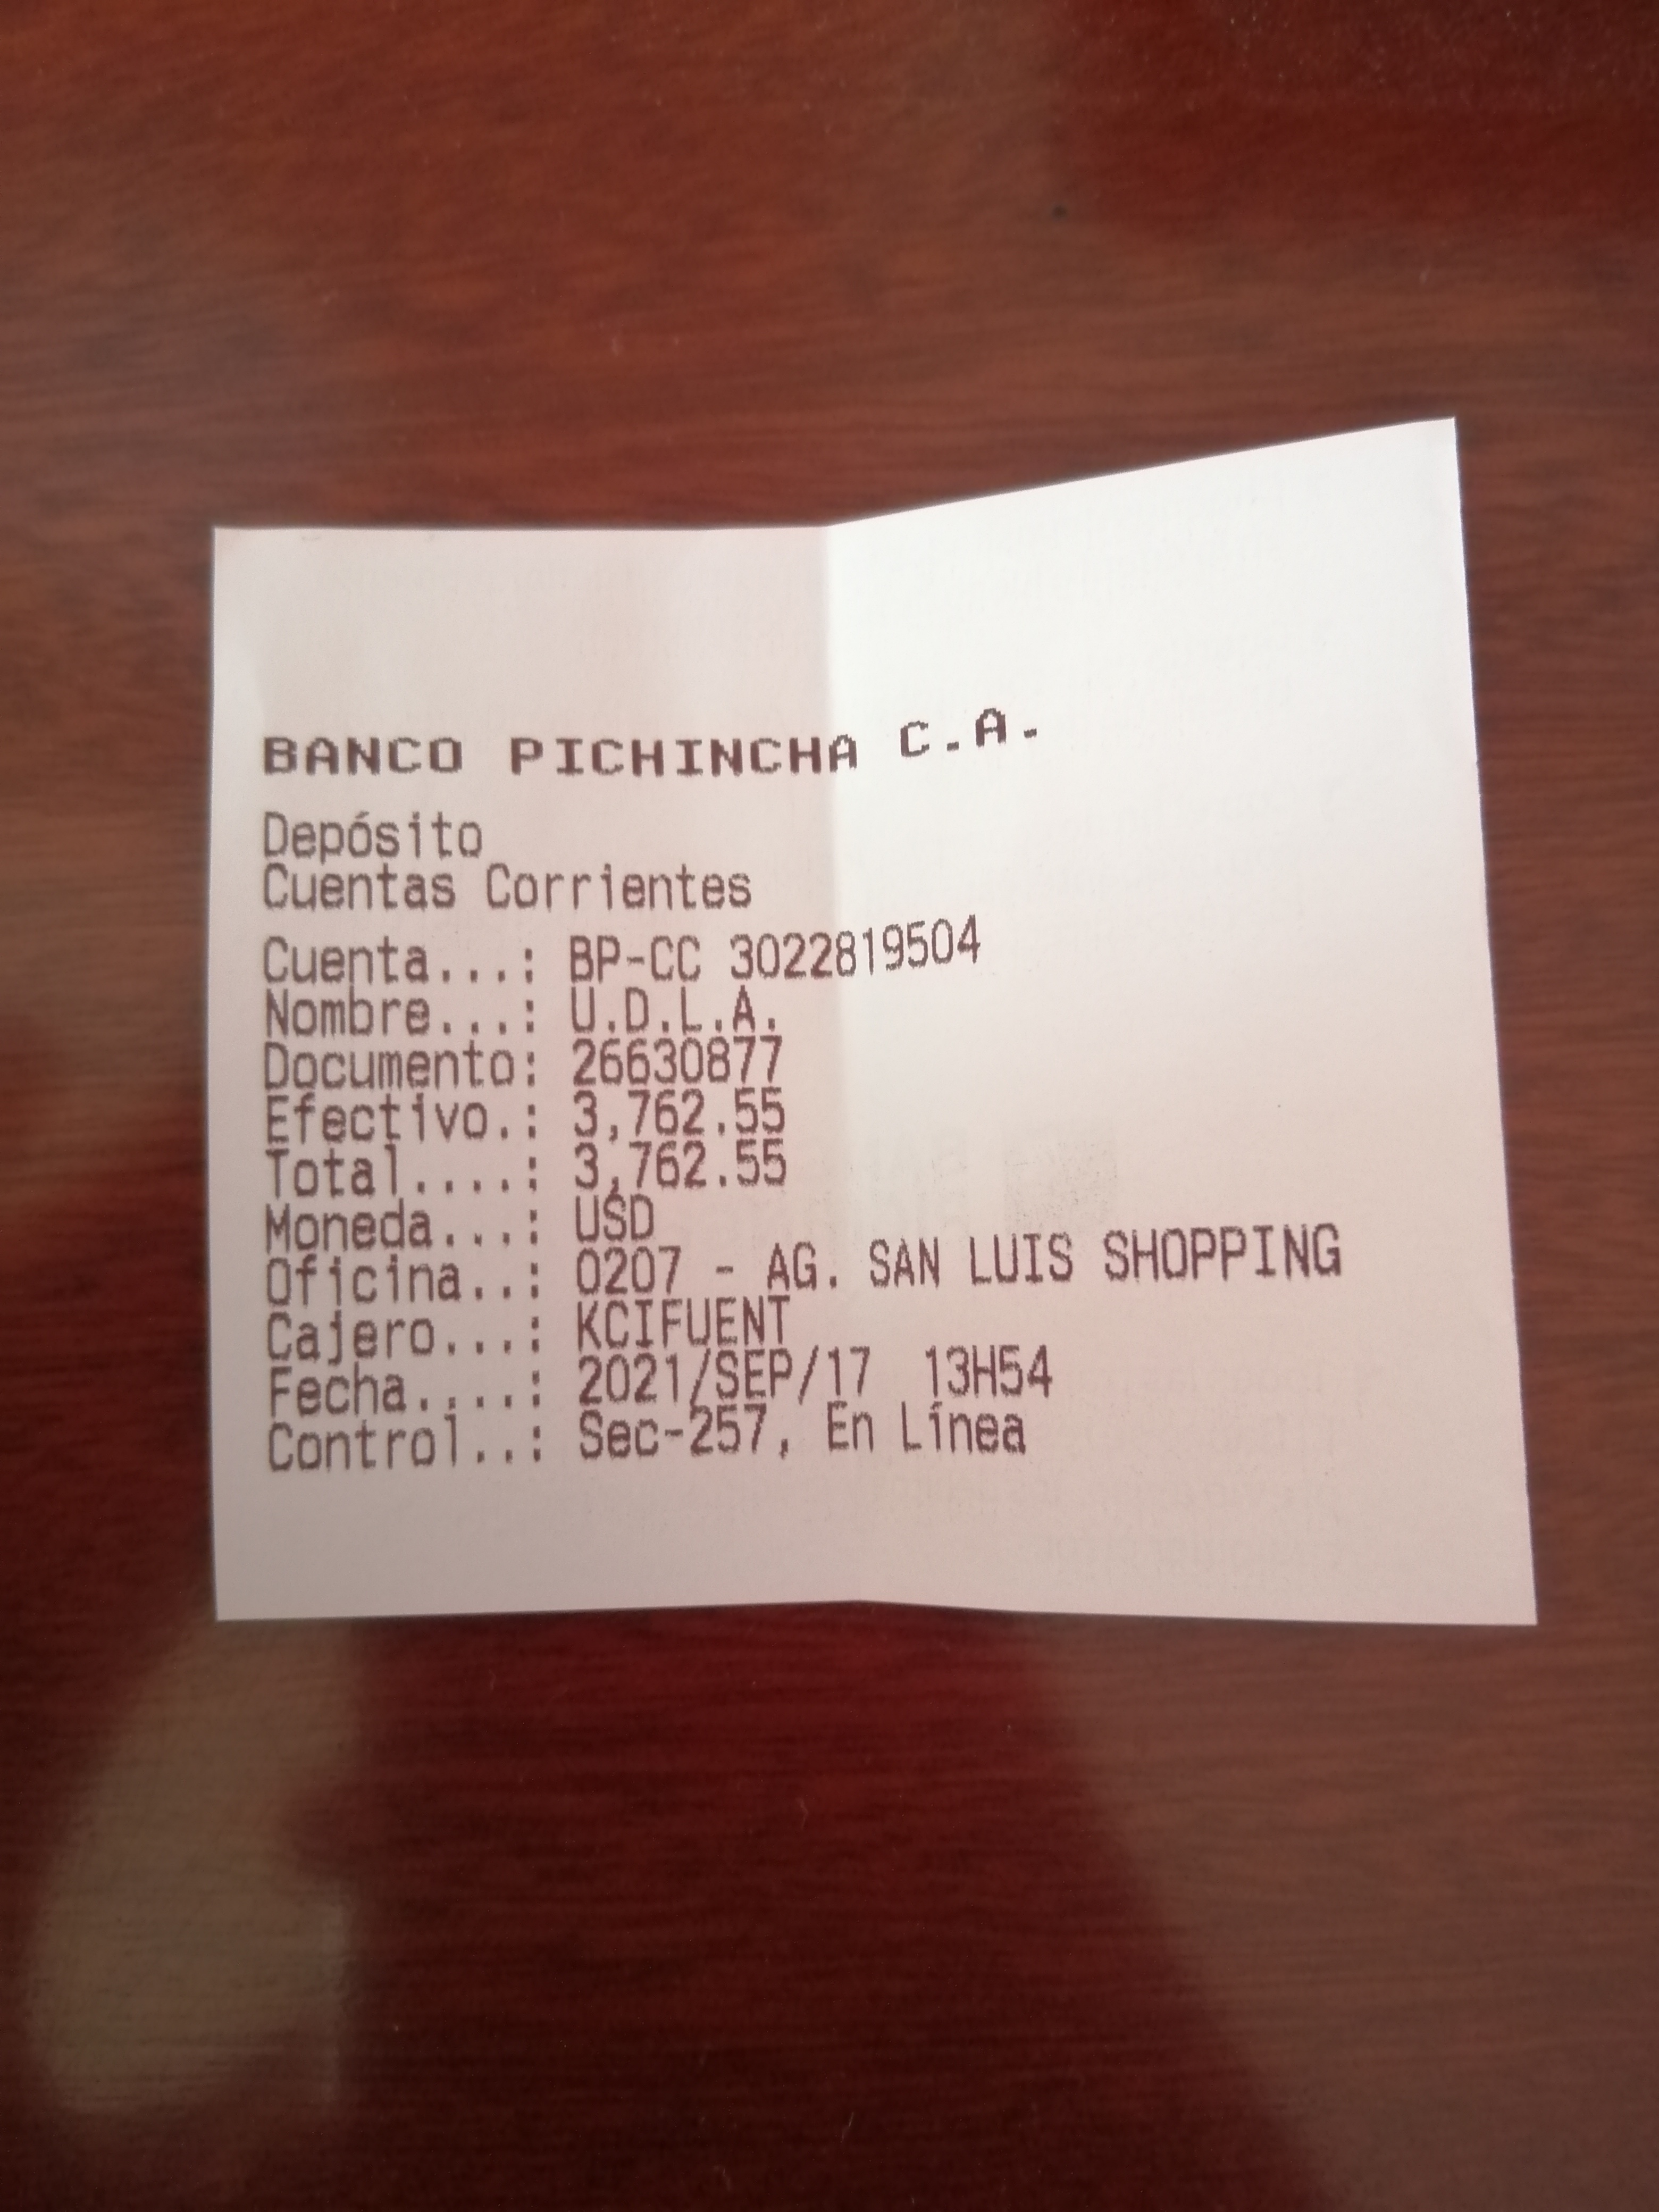 BANCO PICHINCHA C.A.
Depósito
Cuentas Corrientes
Cuenta...: BP-CC 3022819504
Nombre...: U.D.L.A.
Documento: 26630877
Efectivo.: 3,762.55
Total....: 3,762.55
Moneda...: USD
Oficina..: 0207 - AG. SAN LUIS SHOPPING
Cajero...: KCIFUENT
Fecha....: 2021/SEP/17 13H54
Control..: Sec-257, En Línea